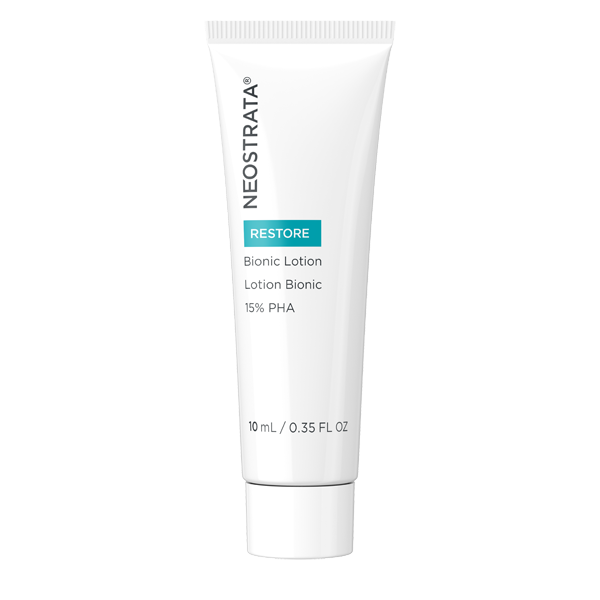 NEOSTRATA®
RESTORE
Bionic Lotion
Lotion Bionic
15% PHA
10 mL / 0.35 FL OZ